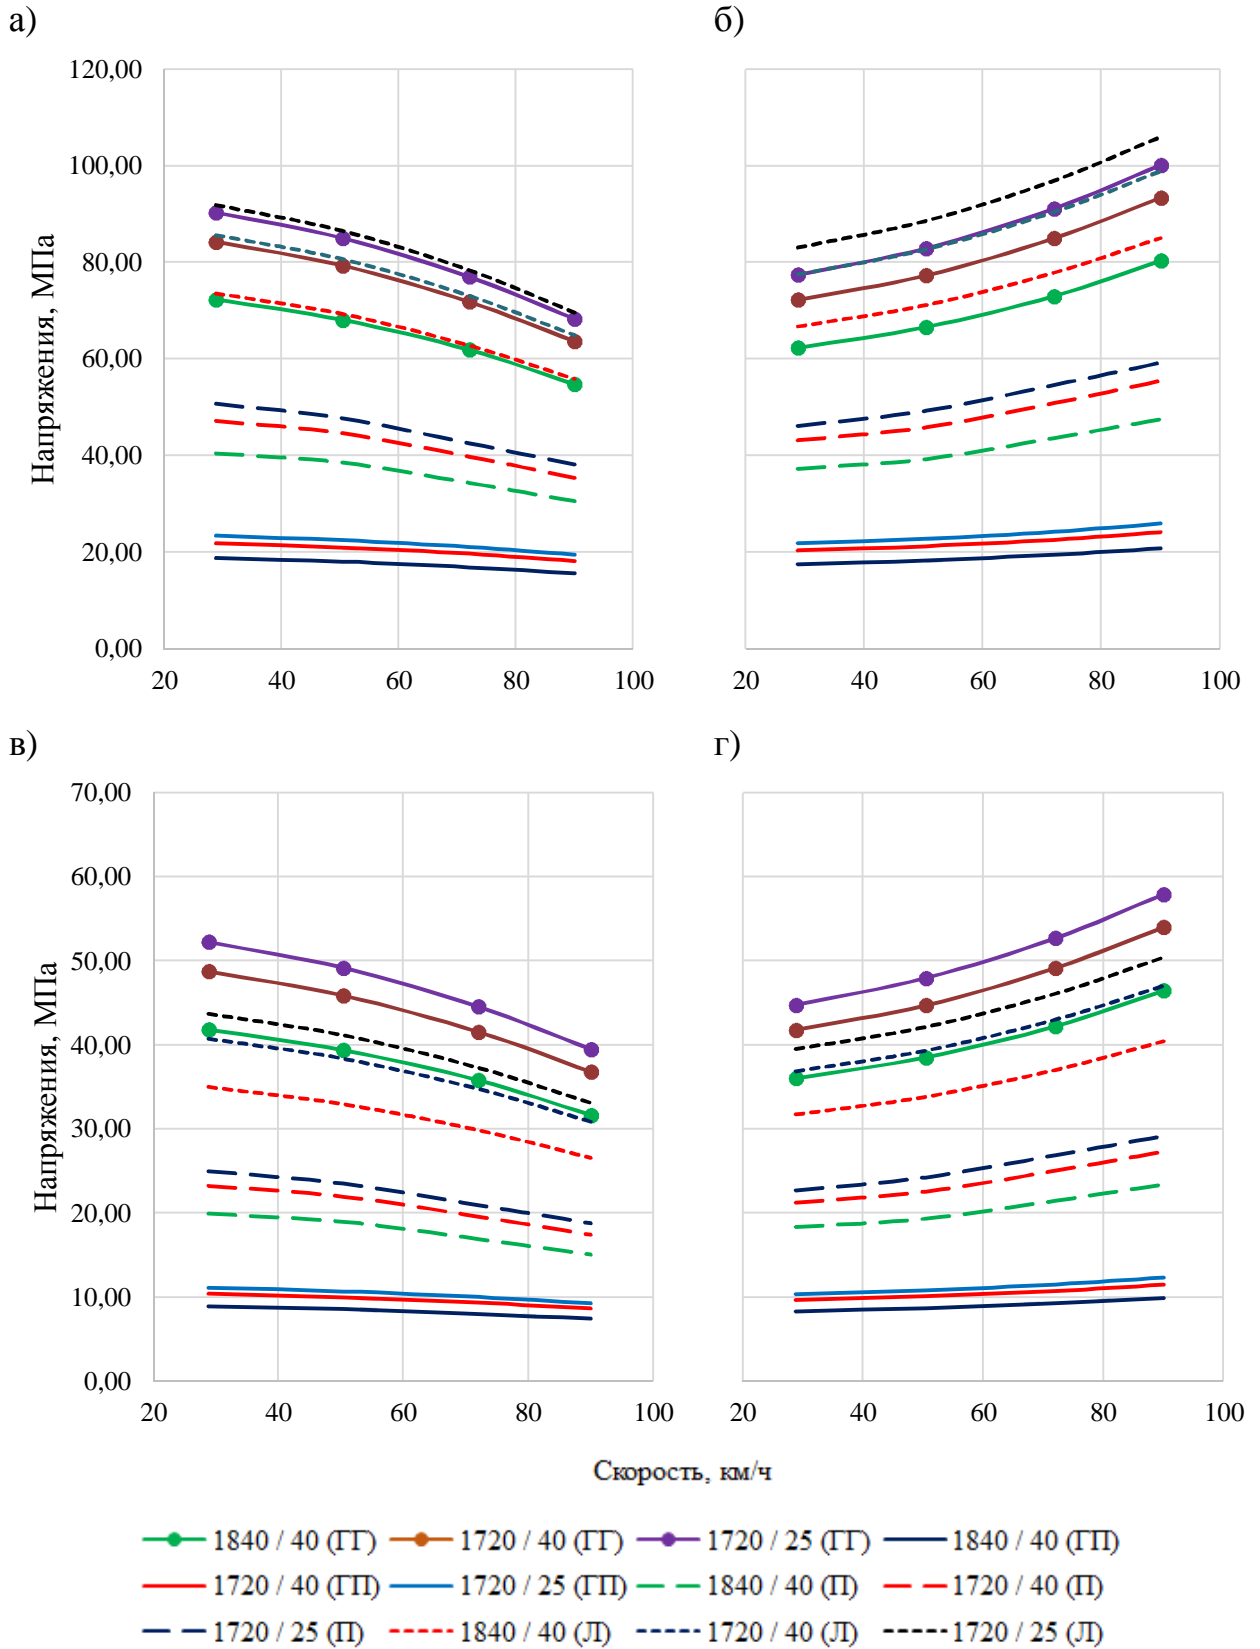 а)
б)
120,00
100,00
80,00
60,00
40,00
20,00
0,00
Напряжения, МПа
20 40 60 80 100
20 40 60 80 100
в)
г)
70,00
60,00
50,00
40,00
30,00
20,00
10,00
0,00
Напряжения, МПа
20 40 60 80 100
20 40 60 80 100
Скорость, км/ч
1840 / 40 (ГГ) 1720 / 40 (ГГ) 1720 / 25 (ГГ) 1840 / 40 (ГП)
1720 / 40 (ГП) 1720 / 25 (ГП) 1840 / 40 (П) 1720 / 40 (П)
1720 / 25 (П) 1840 / 40 (Л) 1720 / 40 (Л) 1720 / 25 (Л)